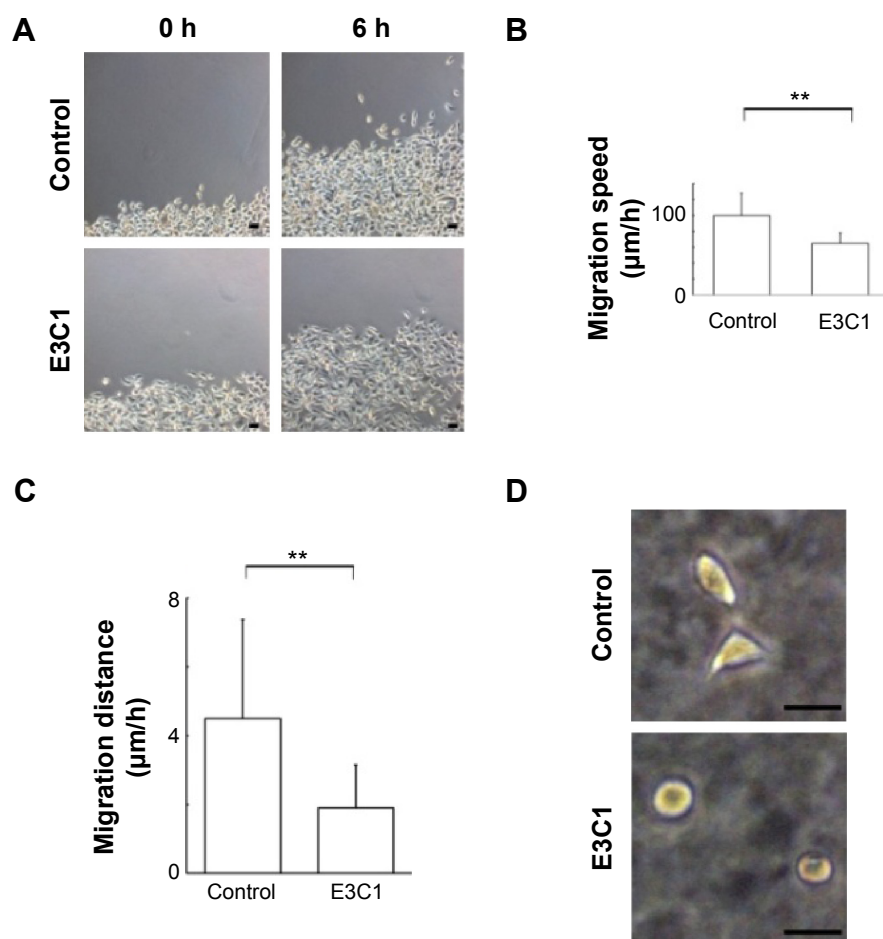 A
0 h
6 h
Control
E3C1
B
**
Migration speed
(μm/h)
100
0
Control
E3C1
C
**
Migration distance
(μm/h)
8
4
0
Control
E3C1
D
Control
E3C1